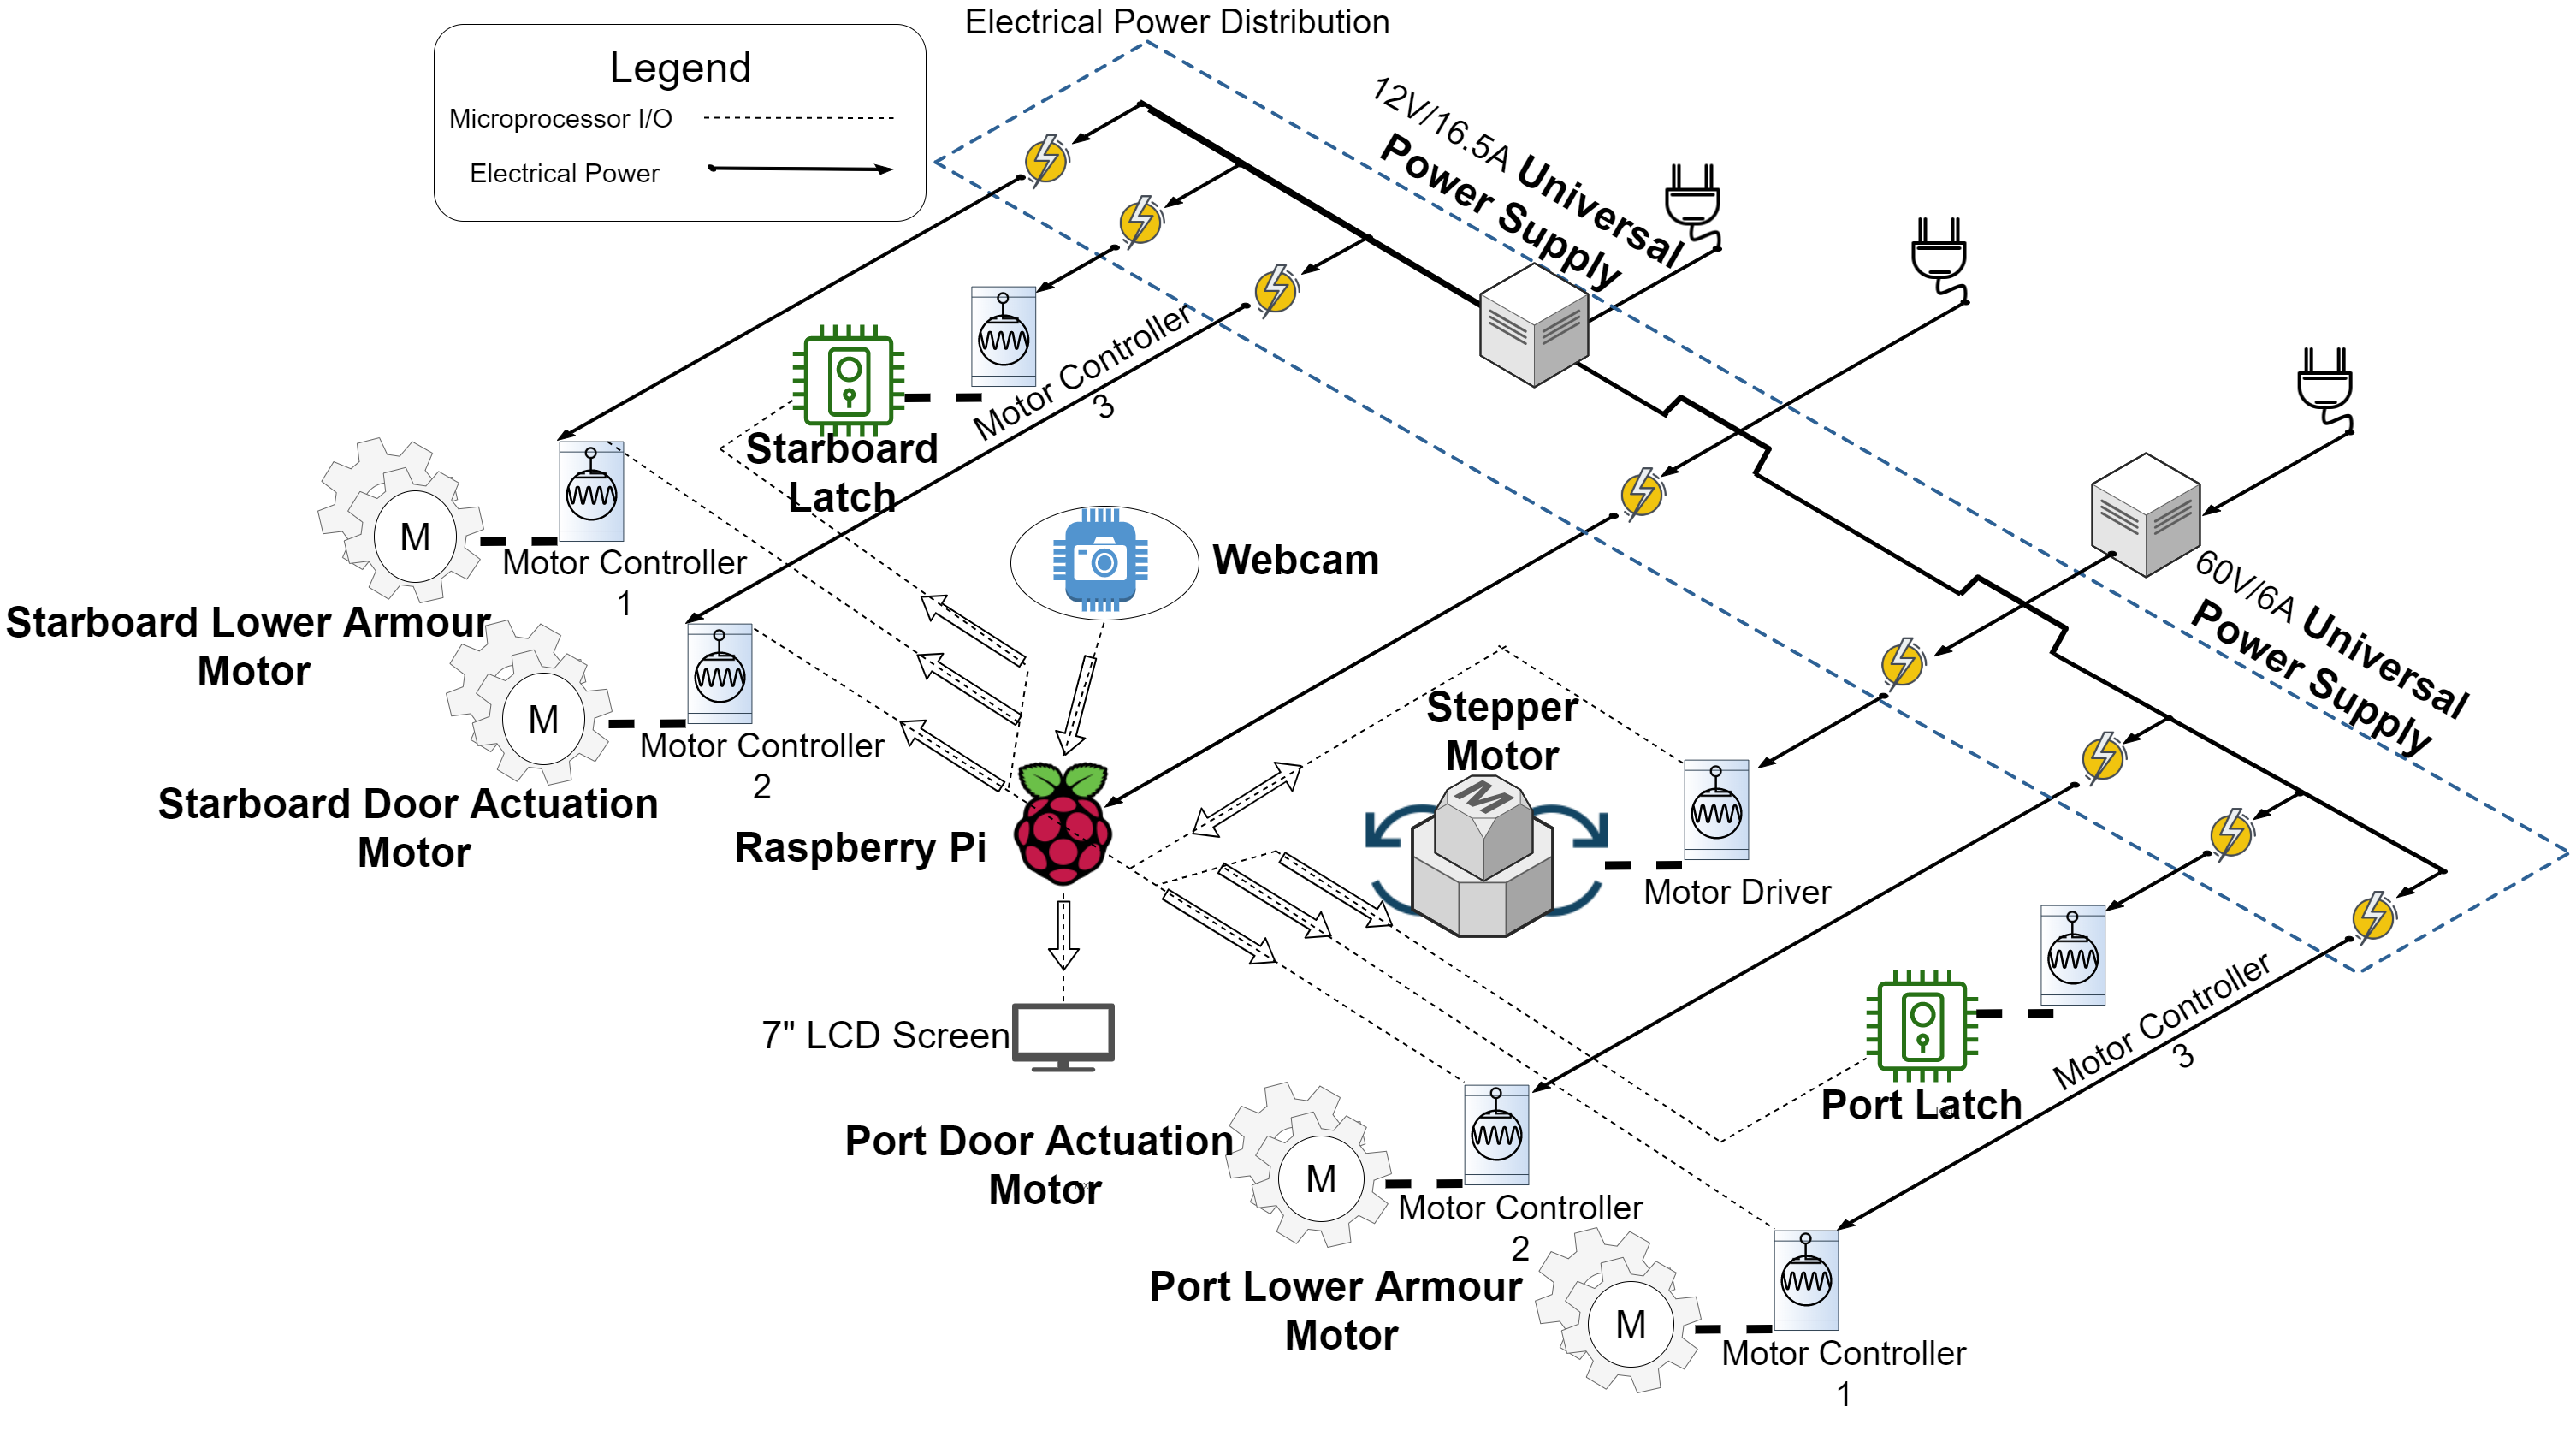 Electrical Power Distribution
Legend
Microprocessor I/O
Electrical Power
12V/16.5A Universal
Power Supply
Motor Controller
3
Starboard
Latch
Motor Controller
1
Starboard Lower Armour
Motor
Webcam
60V/6A Universal
Power Supply
M
M
Motor Controller
2
Starboard Door Actuation
Motor
Stepper
Motor
M
Raspberry Pi
Motor Driver
7" LCD Screen
Motor Controller
3
Port Latch
Port Door Actuation
Motor
M
Motor Controller
2
Port Lower Armour
Motor
M
Motor Controller
1